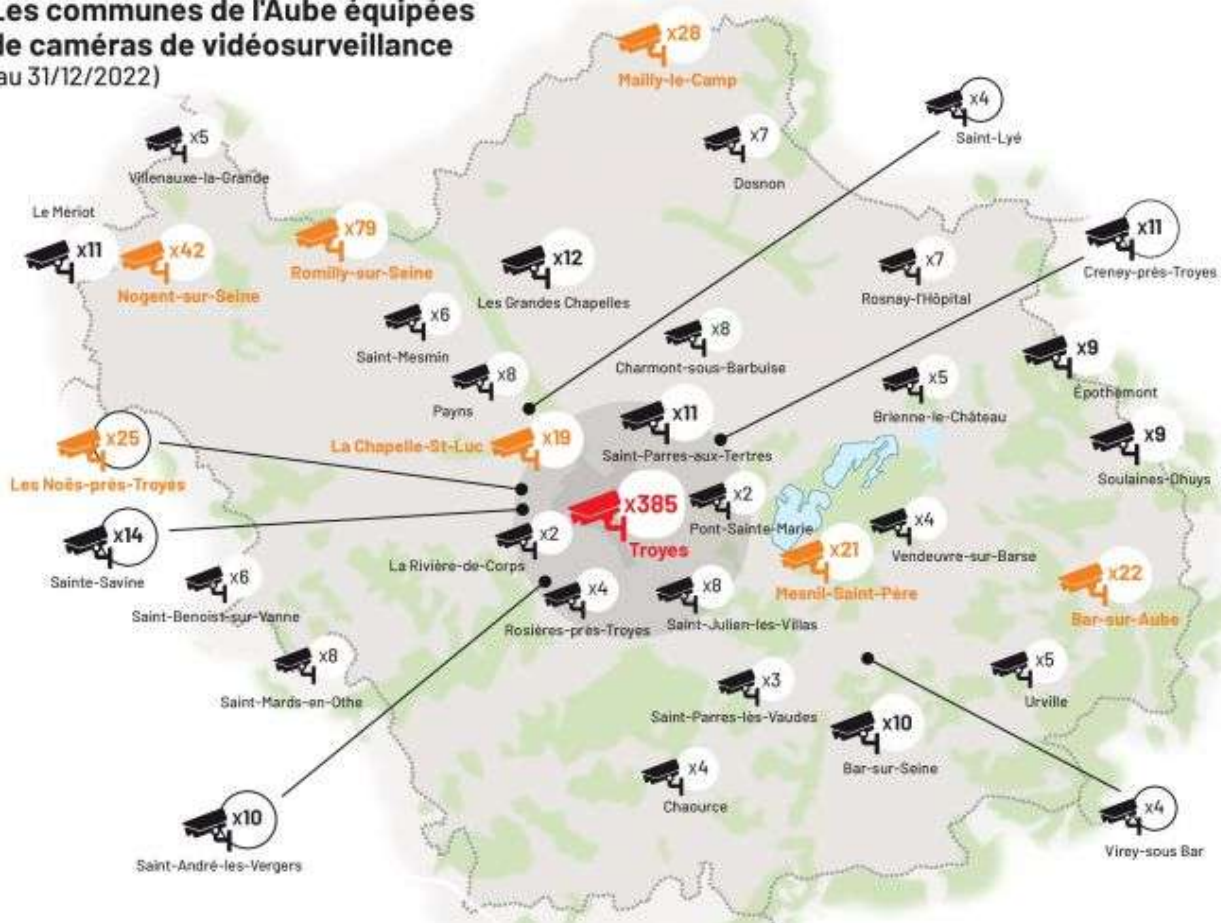 Les communes de l'Aube équipées
de caméras de vidéosurveillance
au 31/12/2022)
x28
Mailly-le-Camp
x4
Saint-Lyé
x5
Villenauxe-la-Grande
x7
Dosnon
Le Mériot
x11
x42
Nogent-sur-Seine
x79
Romilly-sur-Seine
x12
Les Grandes Chapelles
x7
Rosnay-l'Hôpital
x11
Creney-près-Troyes
x6
Saint-Mesmin
x8
Charmont-sous-Barbuise
x9
Épothémont
x8
Payns
x5
Brienne-le-Château
x25
Les Noës-près-Troyes
La Chapelle-St-Luc
x19
x11
Saint-Parres-aux-Tertres
x9
Soulaines-Dhuys
x385
Troyes
x2
Pont-Sainte-Marie
x14
Sainte-Savine
x2
La Rivière-de-Corps
x4
Vendeuvre-sur-Barse
x21
Mesnil-Saint-Père
x22
Bar-sur-Aube
x6
Saint-Benoist-sur-Vanne
x4
Rosières-près-Troyes
x8
Saint-Julien-les-Villas
x8
Saint-Mards-en-Othe
x3
Saint-Parres-lès-Vaudes
x5
Urville
x10
Bar-sur-Seine
x4
Chaource
x10
Saint-André-les-Vergers
x4
Virey-sous Bar